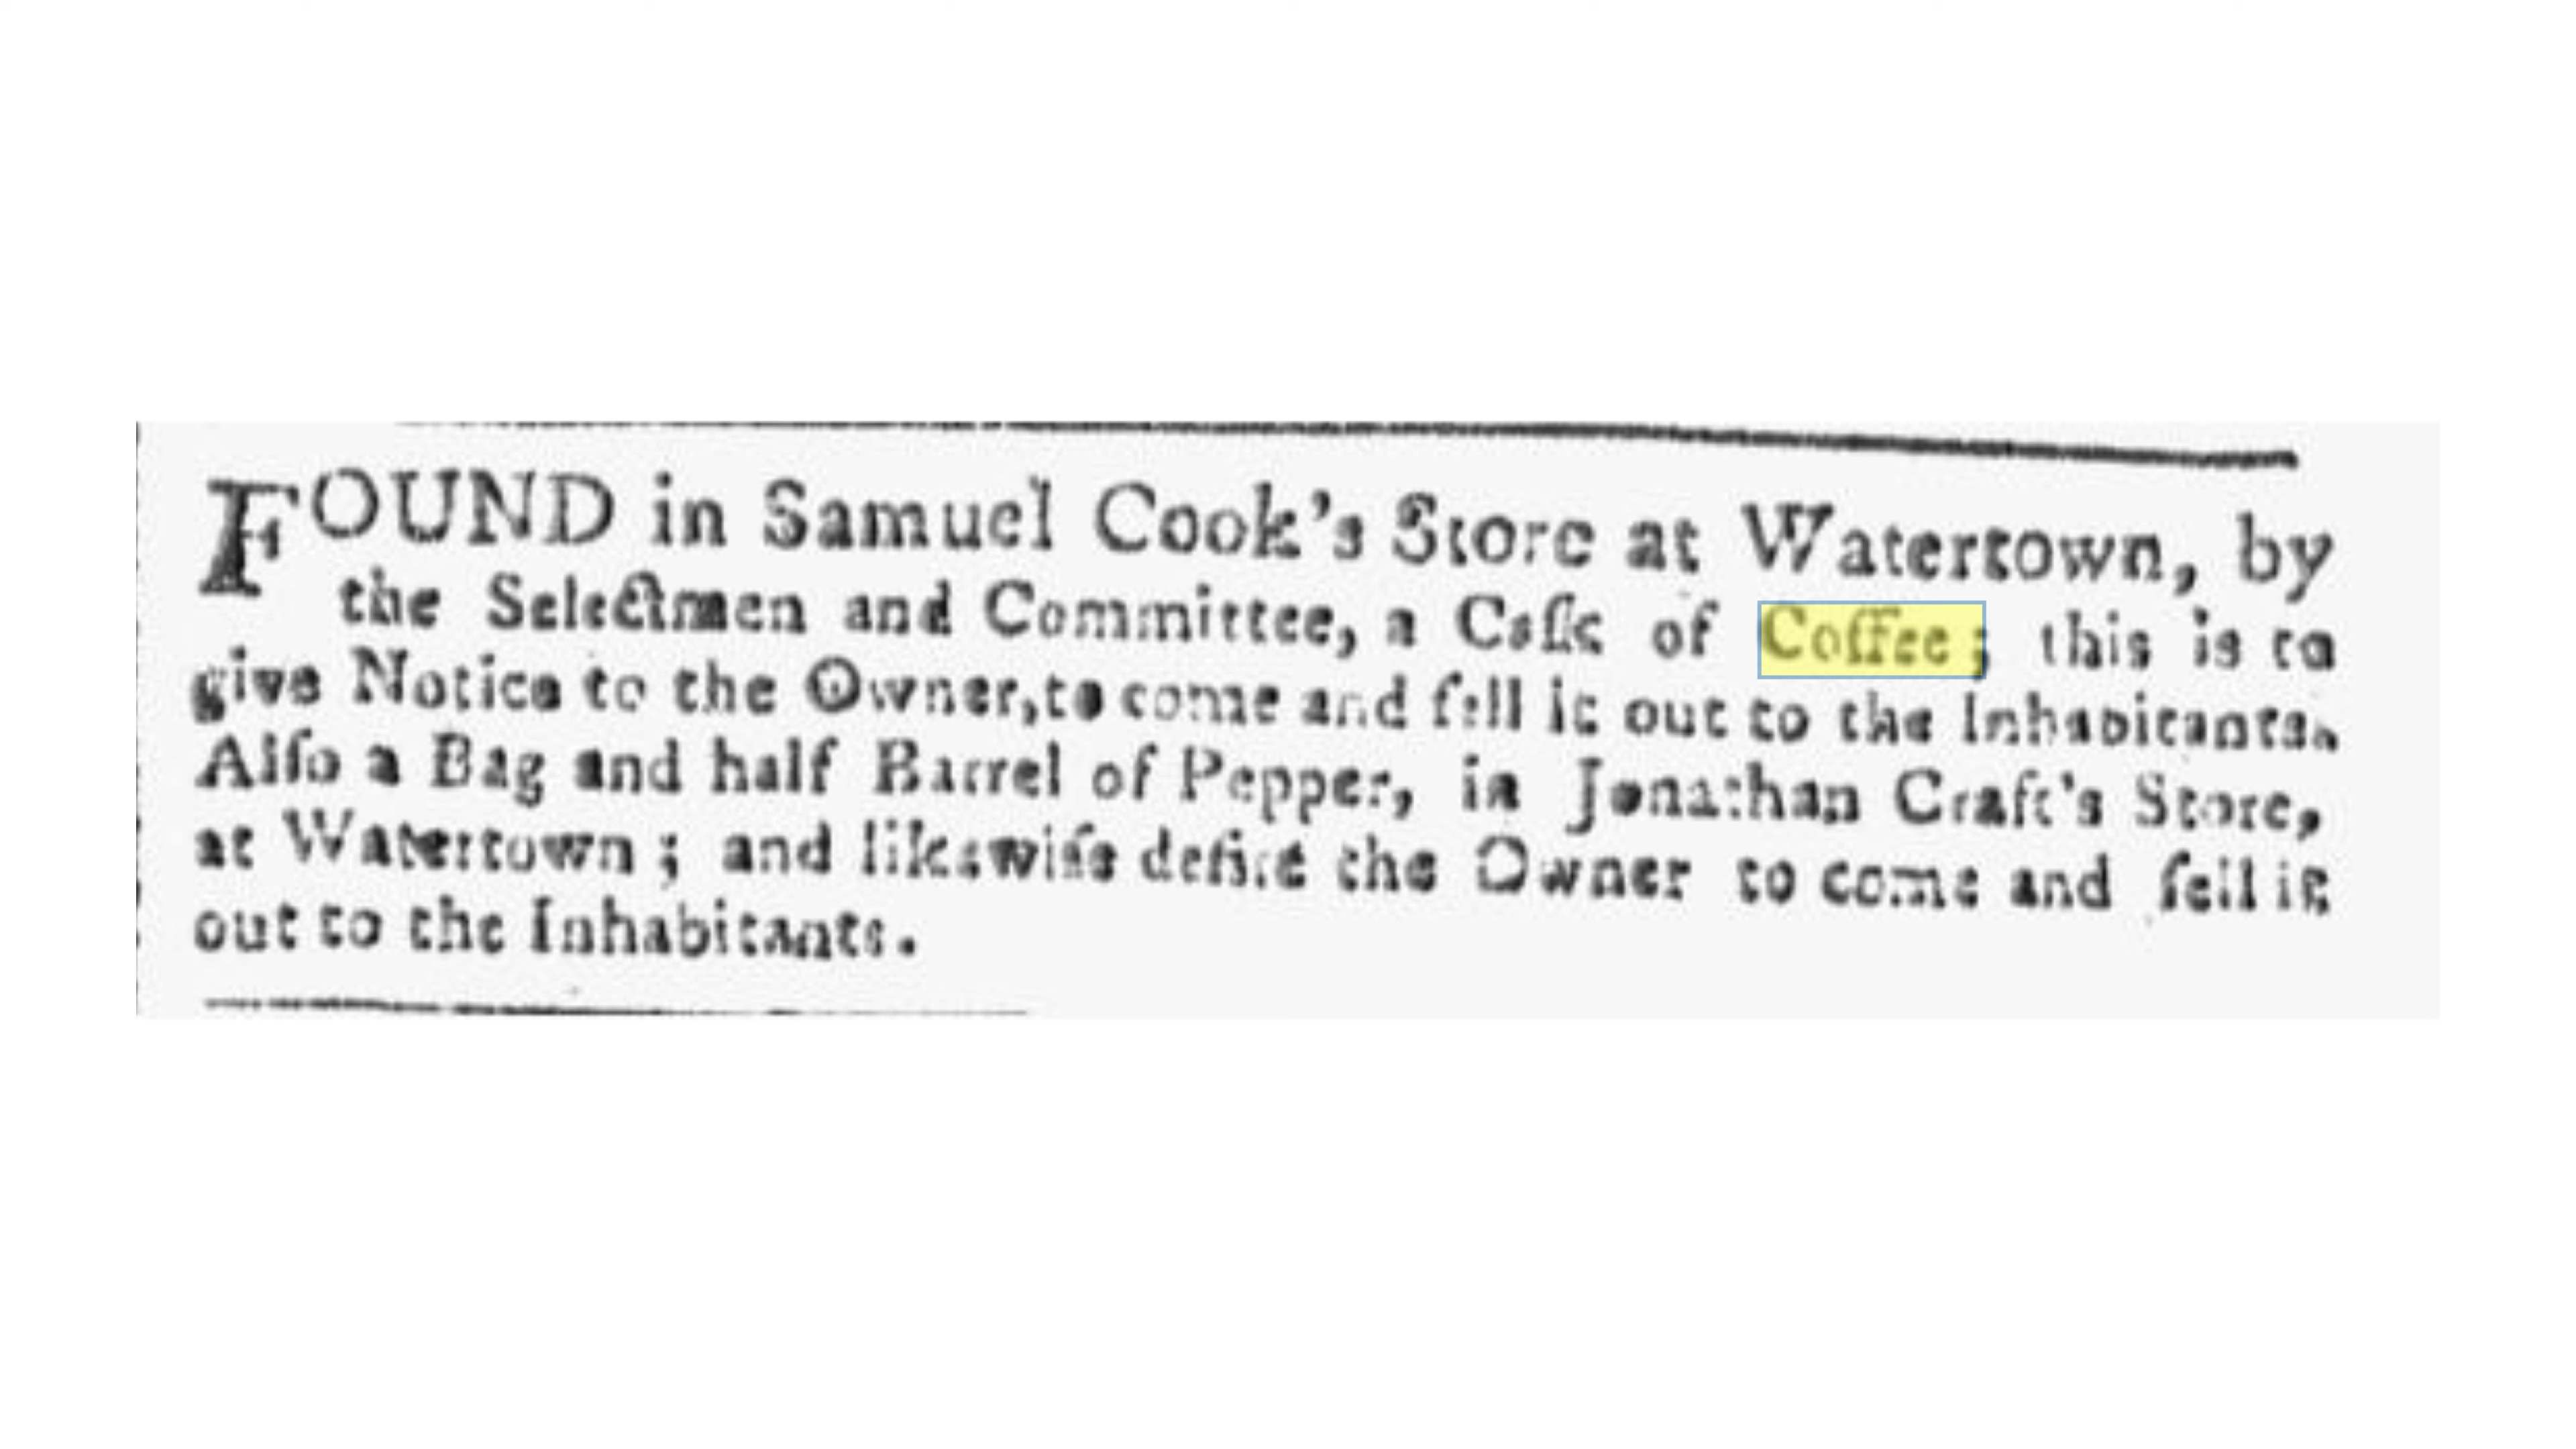 FOUND in Samuel Cook's Store at Watertown, by
the Selectmen and Committee, a Caſk of Coffee; this is to
give Notice to the Owner, to come and ſell it out to the Inhabitants.
Alſo a Bag and half Barrel of Pepper, in Jonathan Craft's Store,
at Watertown; and likewiſe deſire the Owner to come and ſell it
out to the Inhabitants.